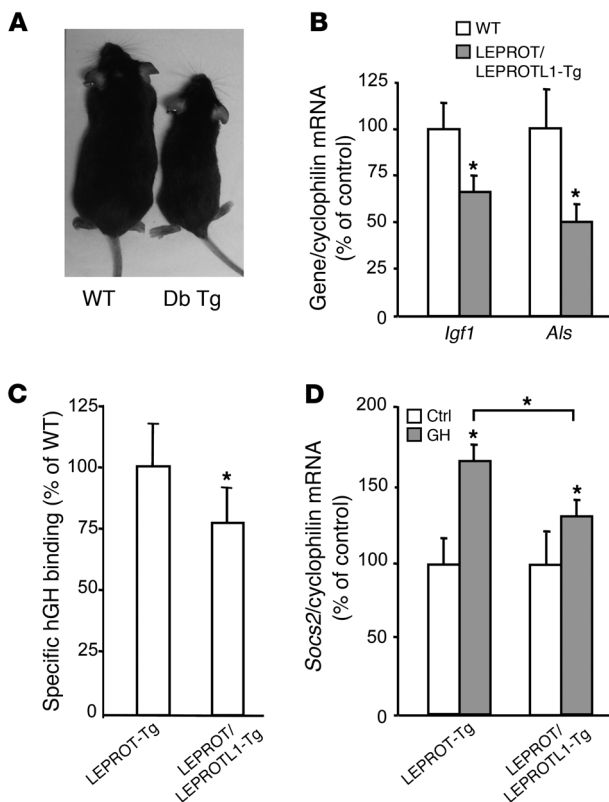 A
WT
Db Tg
B
WT
LEPROT/
LEPROTL1-Tg
Gene/cyclophilin mRNA
(% of control)
125
100
75
50
25
0
Igf1
Als
C
Specific hGH binding (% of WT)
125
100
75
50
25
0
LEPROT-Tg
LEPROT/
LEPROTL1-Tg
*
D
Ctrl
GH
Socs2/cyclophilin mRNA
(% of control)
200
150
100
50
0
*
*
*
LEPROT-Tg
LEPROT/
LEPROTL1-Tg